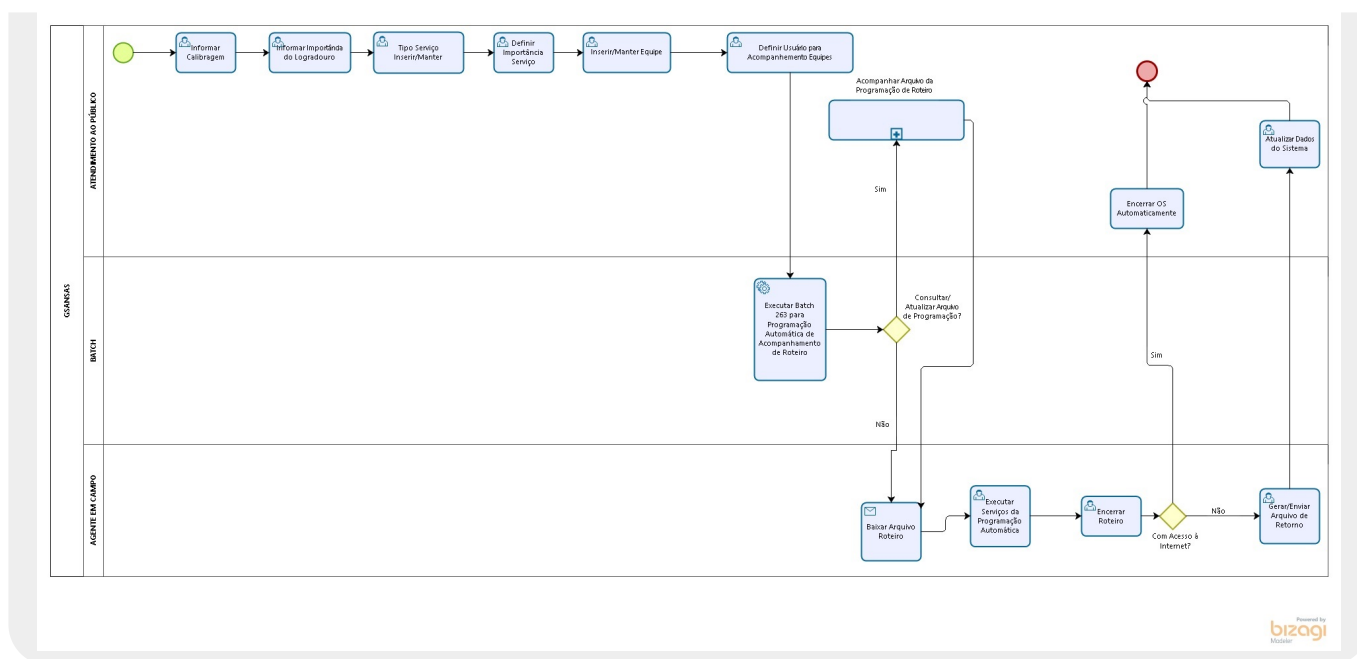 GSANSAS
ATENDIMENTO AO PÚBLICO
Informar
Calibragem
Informar Importânda
do Logradouro
Tipo Serviço
Inserir/Manter
Definir
Importância
Serviço
Inserir/Manter Equipe
Definir Usuário para
Acompanhemento Equipes
Acompanhar Arquivo da
Programação de Roteiro
Sim
Encerrar OS
Automaticamente
Atualizar Dados
do Sistema
BATCH
Executar Batch
263 para
Programação
Automática de
Acompanhamento
de Roteiro
Consultar/
Atualizar Arquivo
de Programação?
Sim
Não
AGENTE EM CAMPO
Baixar Arquivo
Roteiro
Executar
Serviços da
Programação
Automática
Encerrar
Roteiro
Com Acesso à
Internet?
Não
Gerar/Enviar
Arquivo de
Retorno
Powered by
bizagi
Modeler